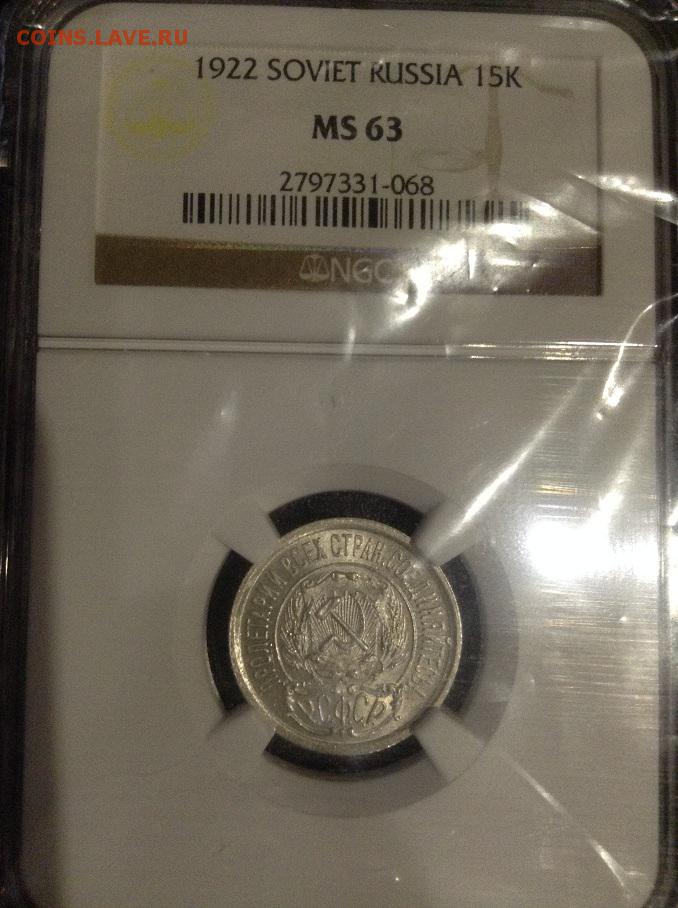 COINS.LAVE.RU
1922 SOVIET RUSSIA 15K
MS 63
2797331-068
NGC
ПРОЛЕТАРИИ ВСЕХ СТРАН, СОЕДИНЯЙТЕСЬ!
РСФСР